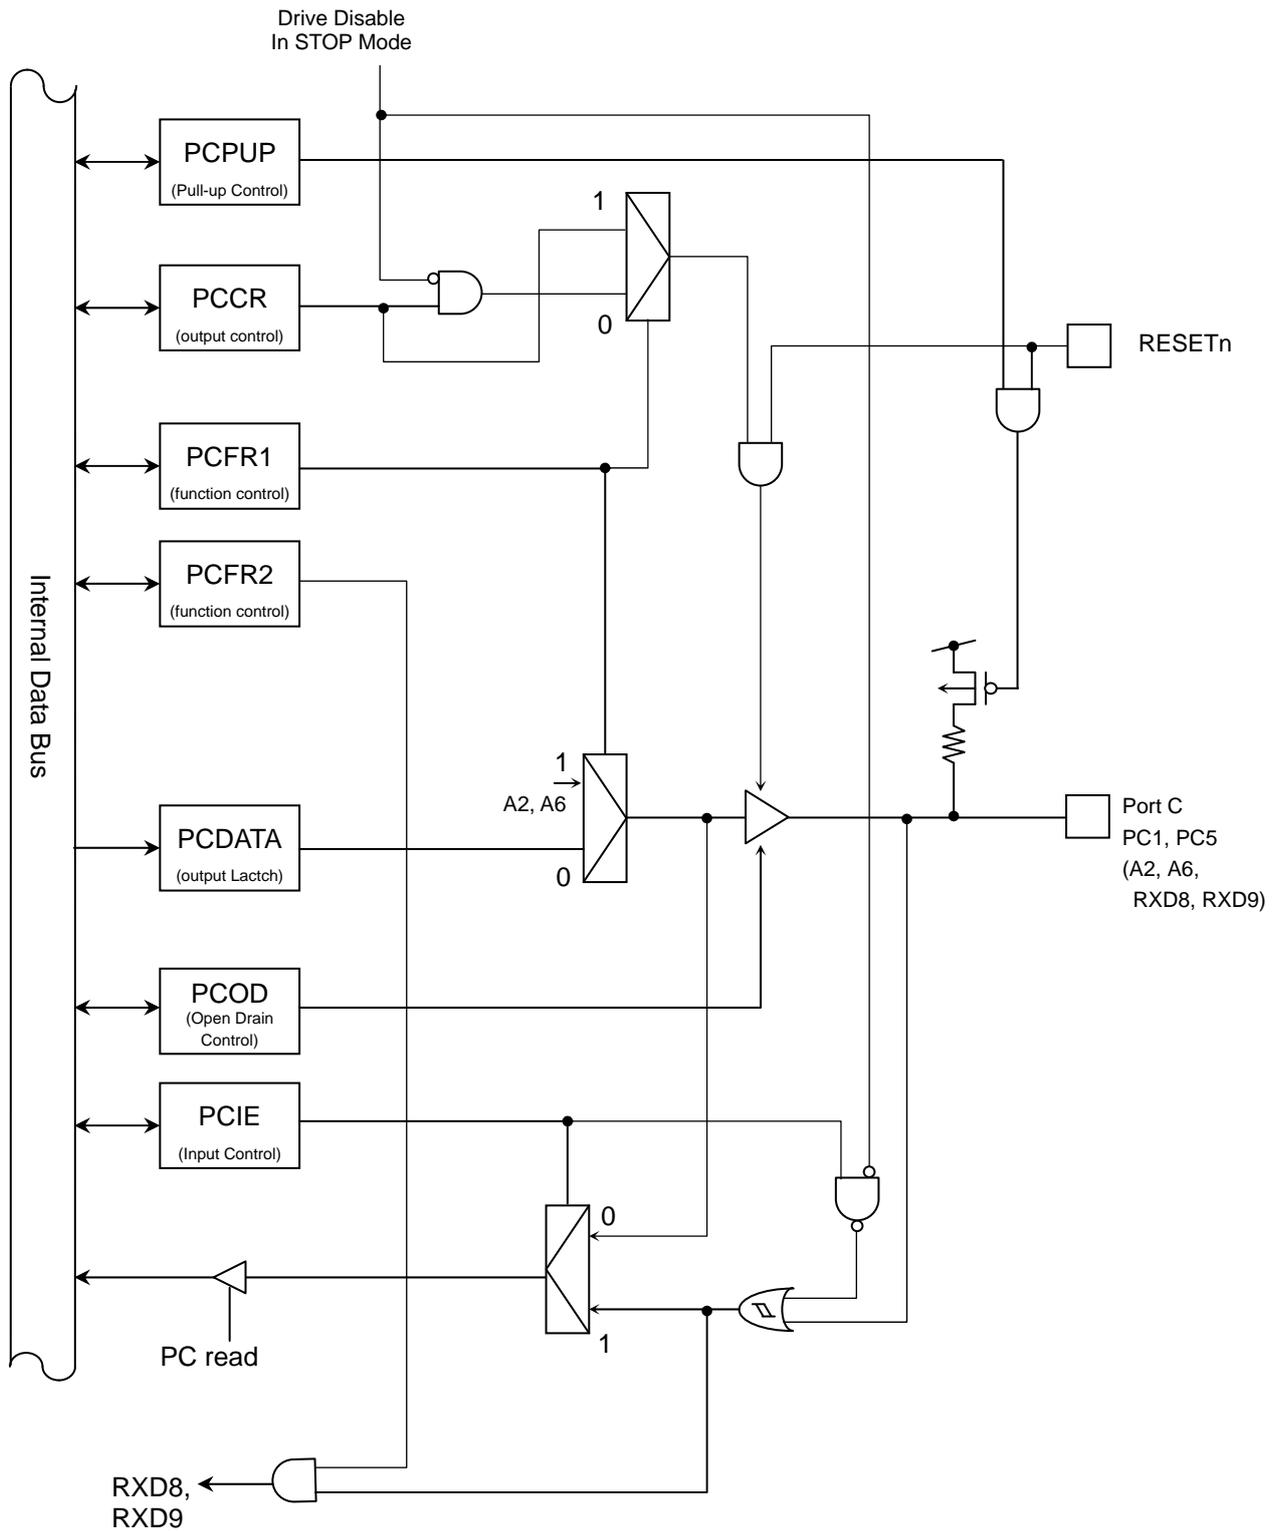 Drive Disable
In STOP Mode
PCPUP
(Pull-up Control)
1
PCCR
(output control)
0
RESETn
PCFR1
(function control)
PCFR2
(function control)
Internal Data Bus
1
A2, A6
PCDATA
(output Lactch)
0
Port C
PC1, PC5
(A2, A6,
RXD8, RXD9)
PCOD
(Open Drain
Control)
PCIE
(Input Control)
0
1
PC read
RXD8,
RXD9